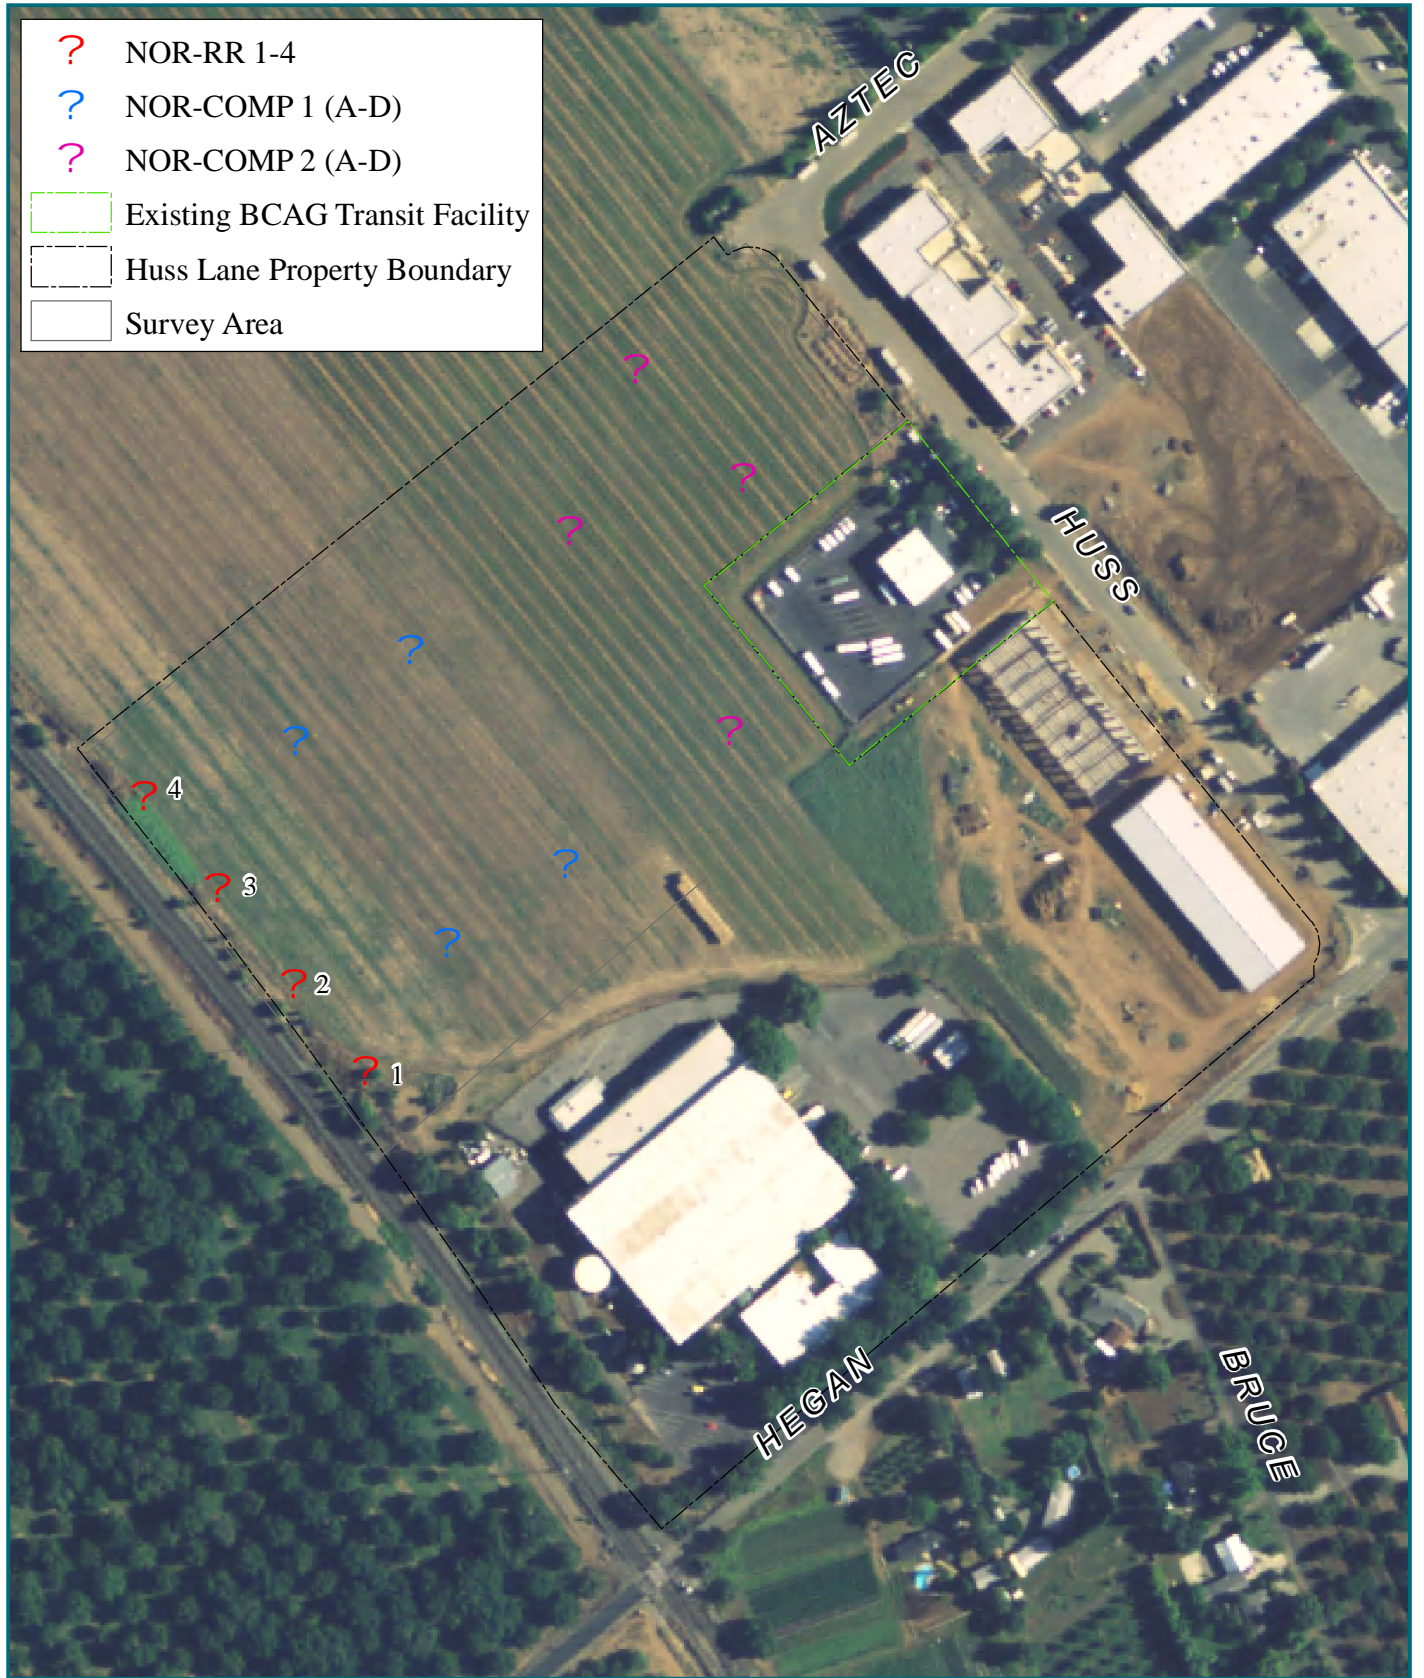 ? NOR-RR 1-4
? NOR-COMP 1 (A-D)
? NOR-COMP 2 (A-D)
Existing BCAG Transit Facility
Huss Lane Property Boundary
Survey Area
AZTEC
?
?
?
HUSS
?
?
?
? 4
?
? 3
?
? 2
? 1
HEGAN
BRUCE